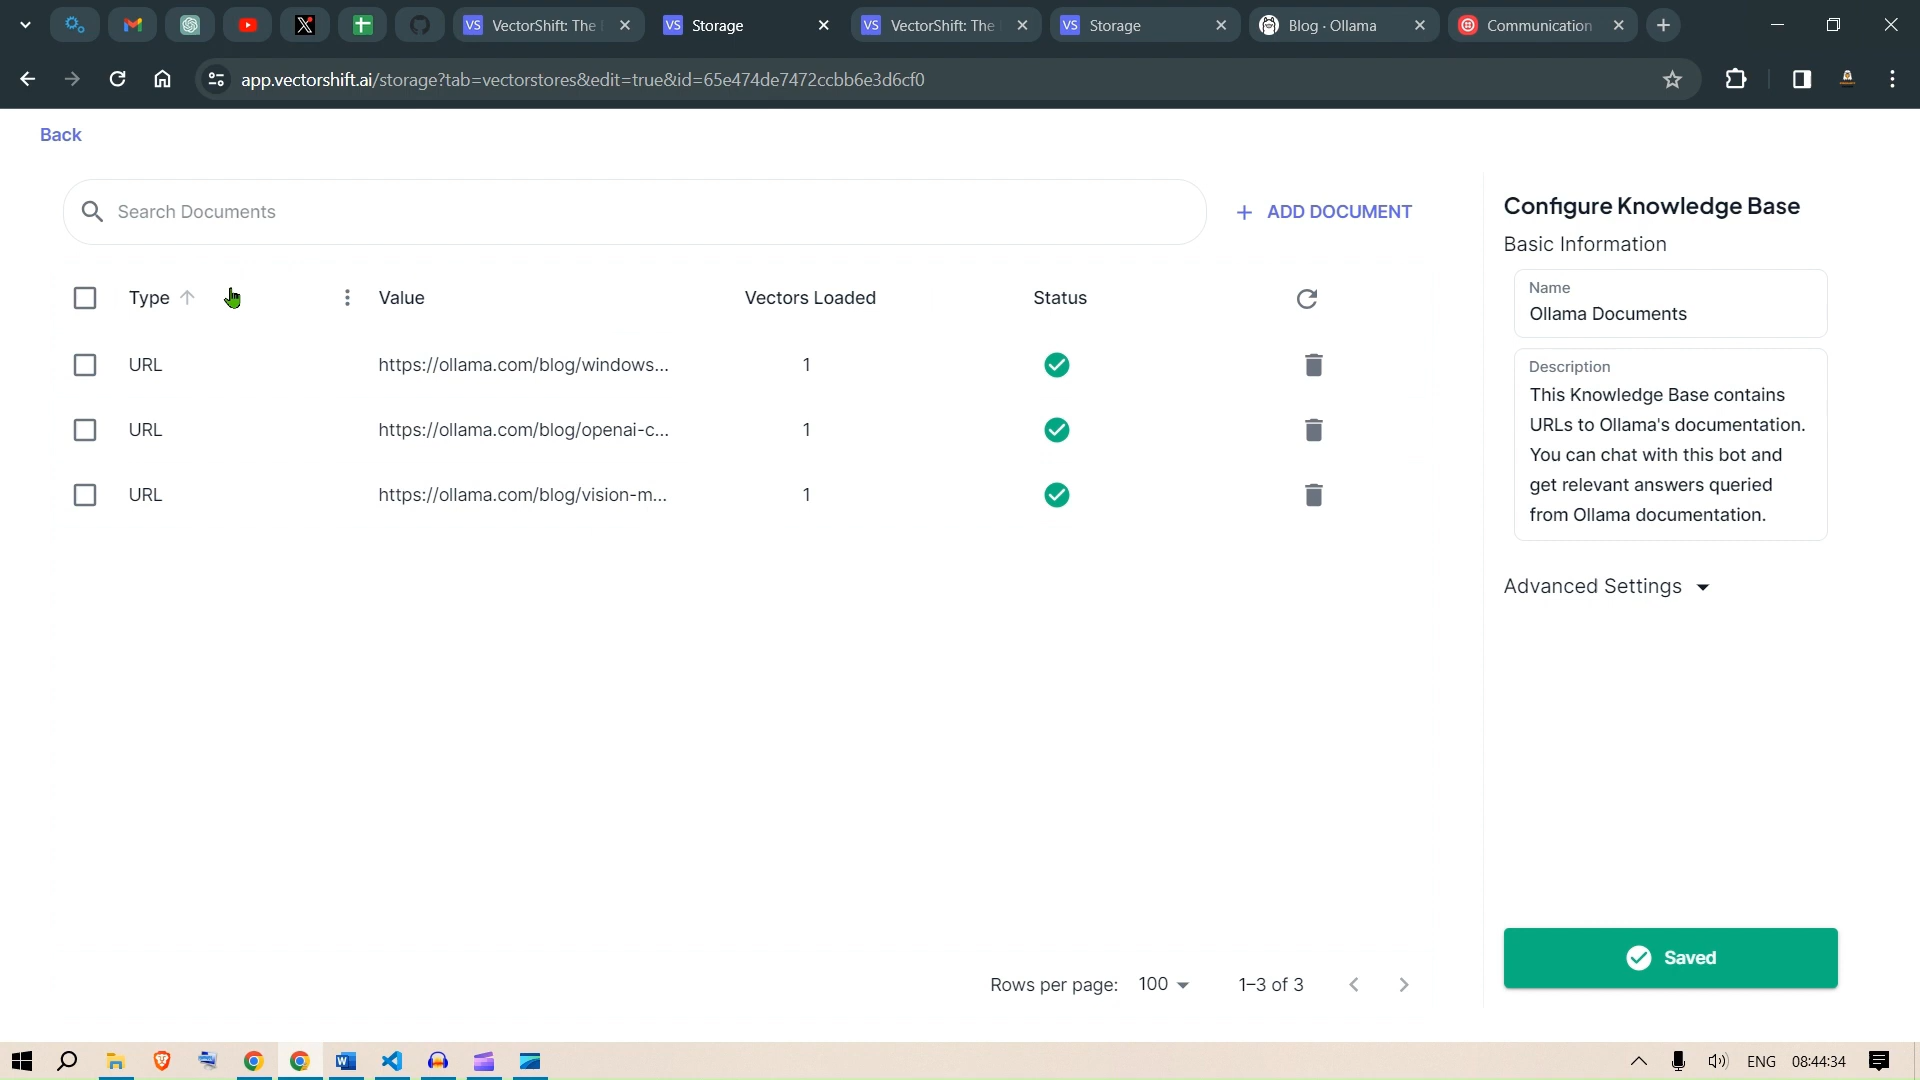 VectorShift: The
Storage
VectorShift: The
Storage
Blog · Ollama
Communication
app.vectorshift.ai/storage?tab=vectorstores&edit=true&id=65e474de7472ccbb6e3d6cf0
Back
Search Documents
+ ADD DOCUMENT
Type
Value
Vectors Loaded
Status
URL
https://ollama.com/blog/windows...
1
URL
https://ollama.com/blog/openai-c...
1
URL
https://ollama.com/blog/vision-m...
1
Rows per page:
100
1–3 of 3
Configure Knowledge Base
Basic Information
Name
Ollama Documents
Description
This Knowledge Base contains
URLs to Ollama's documentation.
You can chat with this bot and
get relevant answers queried
from Ollama documentation.
Advanced Settings
Saved
ENG
08:44:34